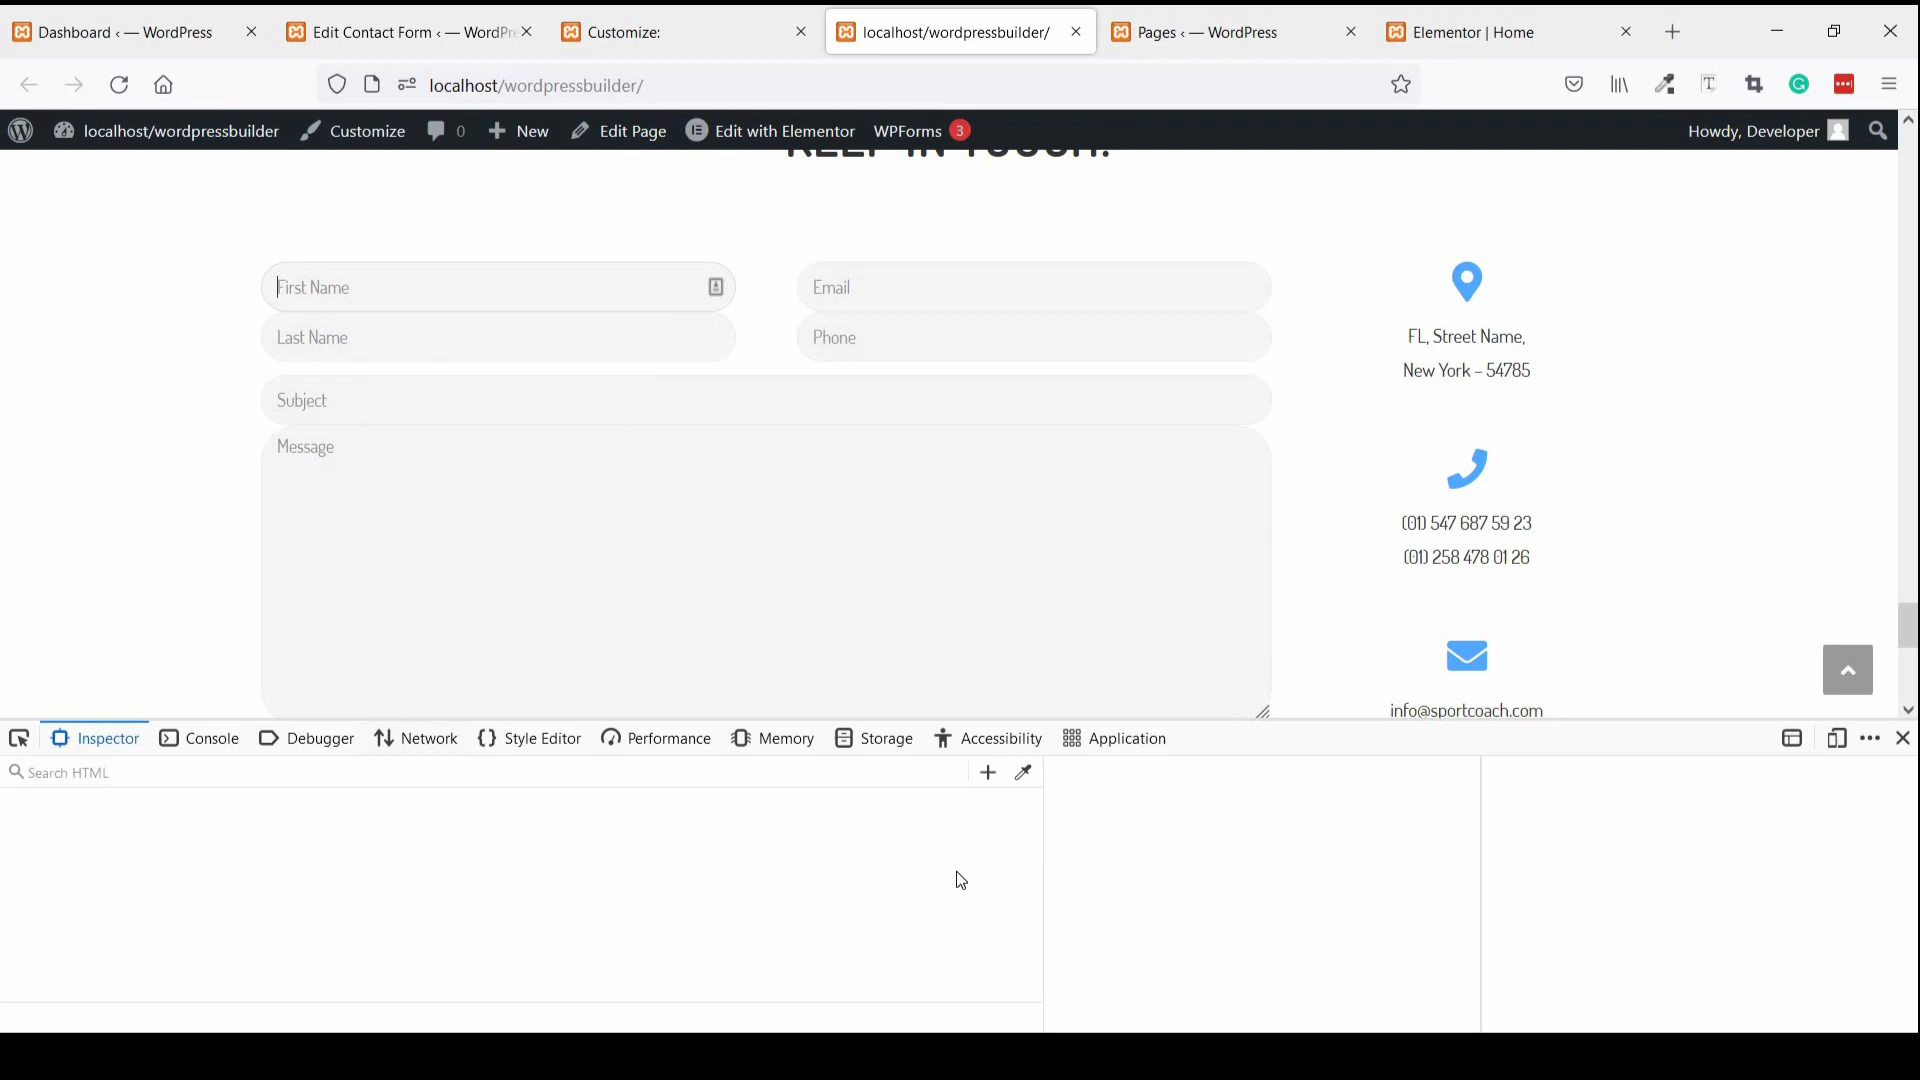 Dashboard ‹ — WordPress
Edit Contact Form ‹ — WordPr
Customize:
localhost/wordpressbuilder/
Pages ‹ — WordPress
Elementor | Home
localhost/wordpressbuilder/
localhost/wordpressbuilder
Customize
0
New
Edit Page
Edit with Elementor
WPForms 3
Howdy, Developer
KEEP IN TOUCH!
First Name
Email
Last Name
Phone
Subject
Message
FL, Street Name,
New York – 54785
(01) 547 687 59 23
(01) 258 478 01 26
info@sportcoach.com
Inspector
Console
Debugger
Network
Style Editor
Performance
Memory
Storage
Accessibility
Application
Search HTML